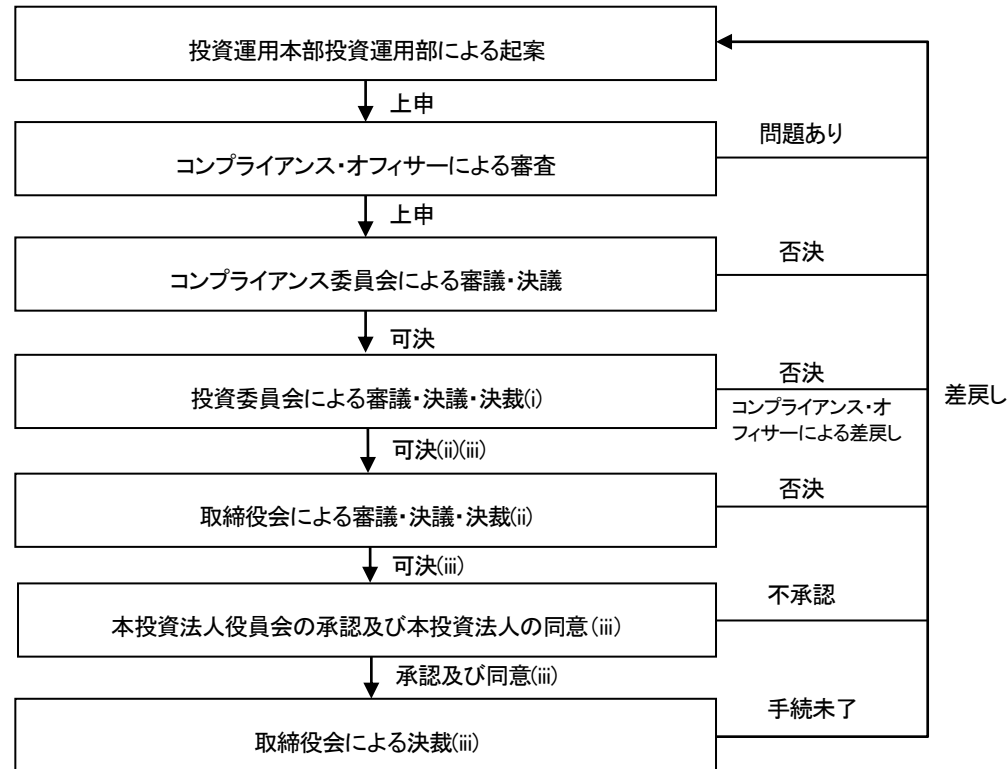 投資運用本部投資運用部による起案
上申
問題あり
コンプライアンス・オフィサーによる審査
上申
否決
コンプライアンス委員会による審議・決議
可決
否決
投資委員会による審議・決議・決裁(i)
コンプライアンス・オ
フィサーによる差戻し
差戻し
可決(ii)(iii)
否決
取締役会による審議・決議・決裁(ii)
可決(iii)
不承認
本投資法人役員会の承認及び本投資法人の同意(iii)
承認及び同意(iii)
手続未了
取締役会による決裁(iii)